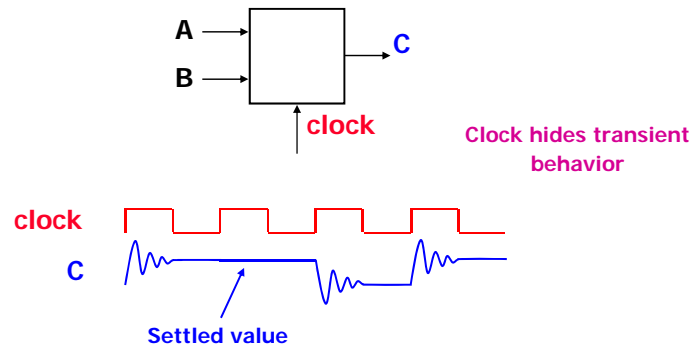 A
C
B
clock
Clock hides transient
behavior
clock
C
Settled value